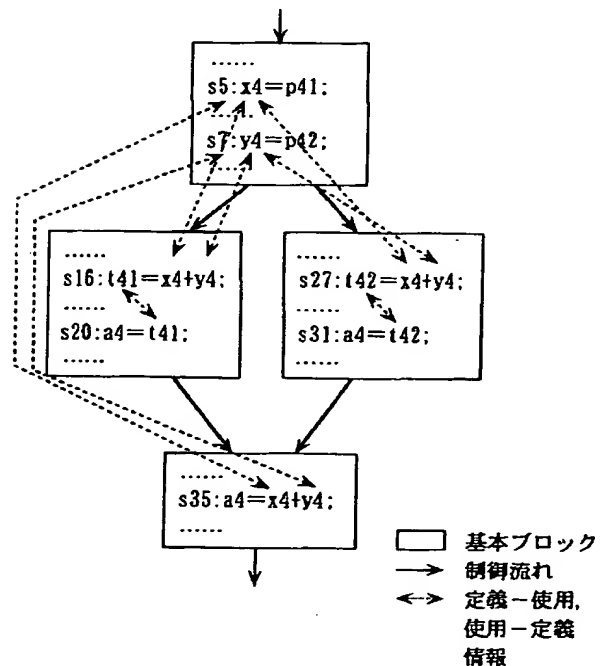 ......
s5:x4=p41;
......
s7:y4=p42;
......
......
s16:t41=x4+y4;
......
s20:a4=t41;
......
......
s27:t42=x4+y4;
......
s31:a4=t42;
......
......
s35:a4=x4+y4;
......
基本ブロック
制御流れ
定義-使用,
使用-定義
情報